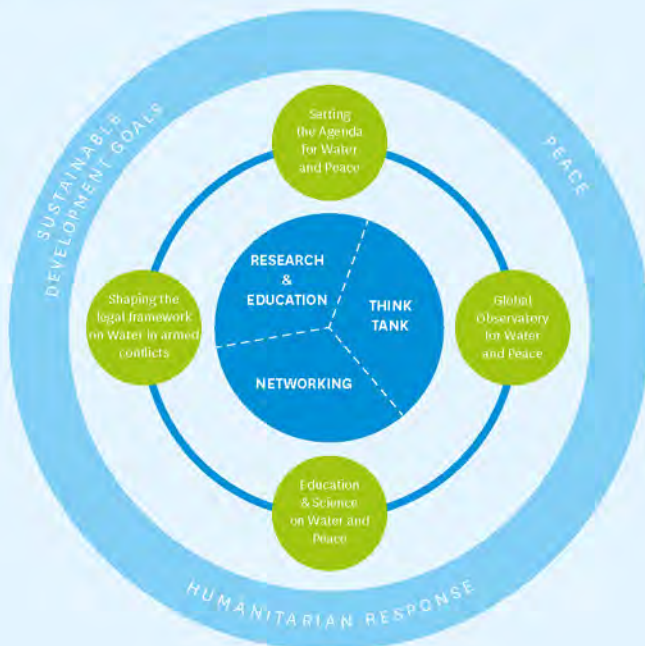 SUSTAINABLE
DEVELOPMENT GOALS
PEACE
Setting
the Agenda
for Water
and Peace
RESEARCH
&
EDUCATION
THINK
TANK
NETWORKING
Shaping the
legal framework
on Water in armed
conflicts
Global
Observatory
for Water
and Peace
Education
& Science
on Water and
Peace
HUMANITARIAN RESPONSE